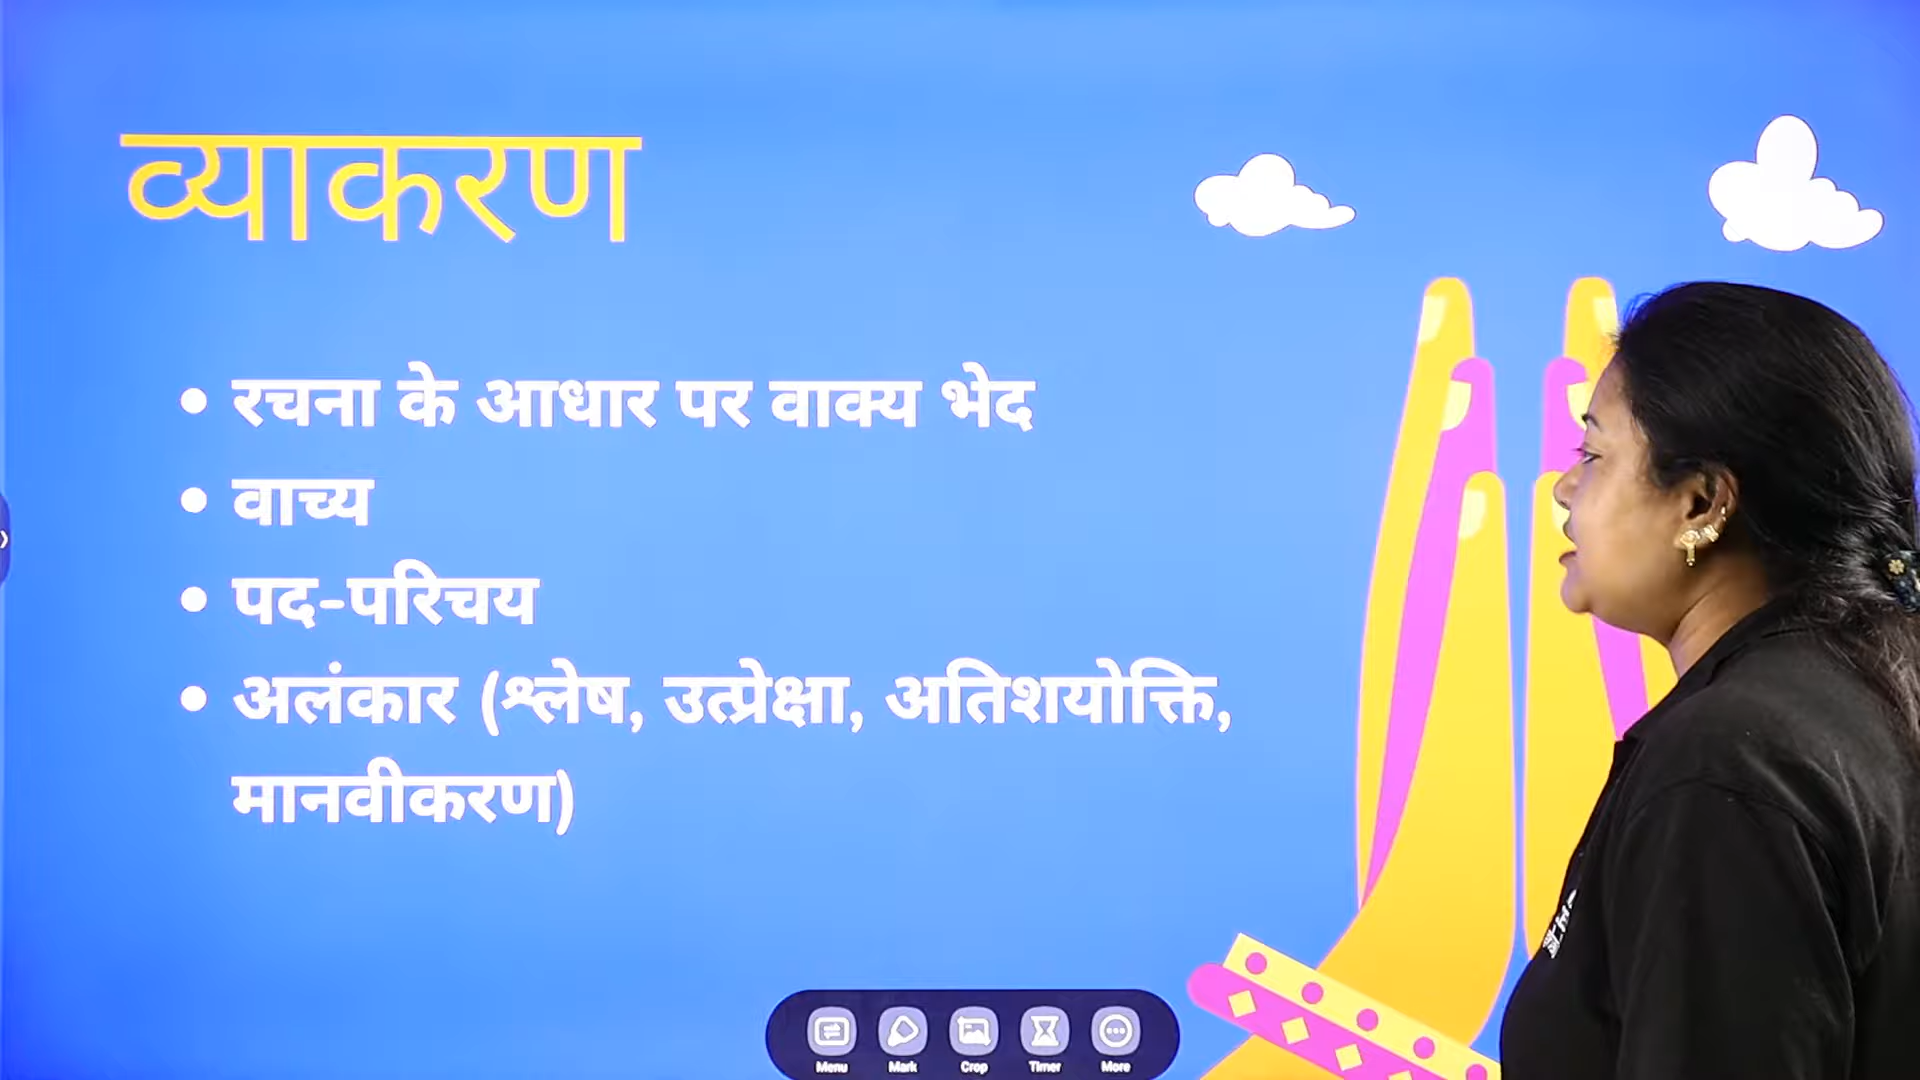 व्याकरण
• रचना के आधार पर वाक्य भेद
• वाच्य
• पद-परिचय
• अलंकार (श्लेष, उत्प्रेक्षा, अतिशयोक्ति,
मानवीकरण)
Menu Mark Crop Timer More